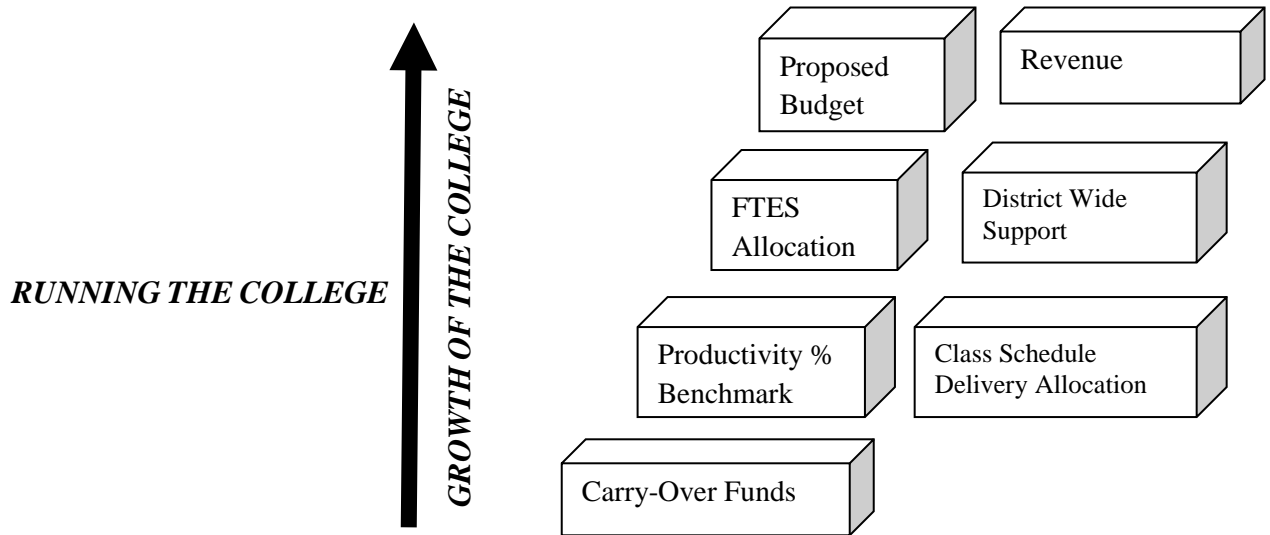 Proposed
Budget
Revenue
FTES
Allocation
District Wide
Support
RUNNING THE COLLEGE
GROWTH OF THE COLLEGE
Productivity %
Benchmark
Class Schedule
Delivery Allocation
Carry-Over Funds